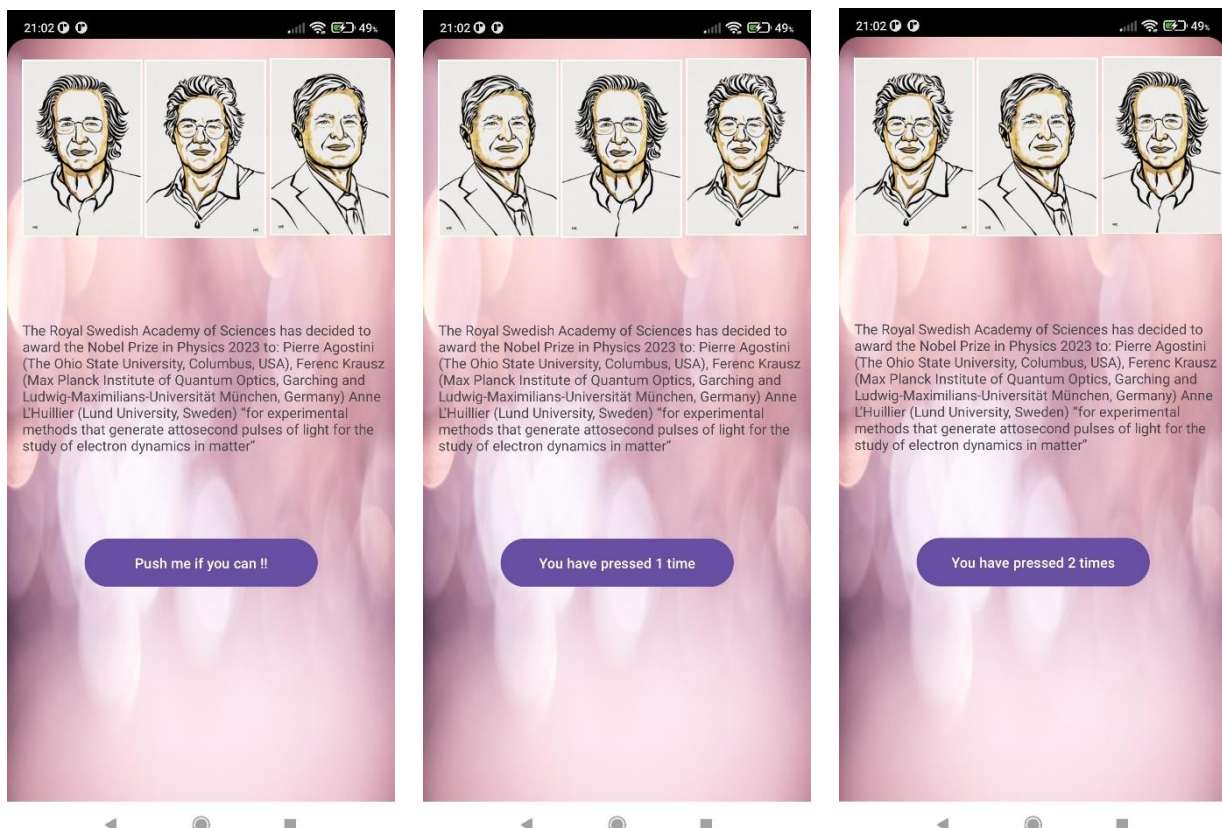 21:02 49%
The Royal Swedish Academy of Sciences has decided to
award the Nobel Prize in Physics 2023 to: Pierre Agostini
(The Ohio State University, Columbus, USA), Ferenc Krausz
(Max Planck Institute of Quantum Optics, Garching and
Ludwig-Maximilians-Universität München, Germany) Anne
L’Huillier (Lund University, Sweden) “for experimental
methods that generate attosecond pulses of light for the
study of electron dynamics in matter”
Push me if you can !!
21:02 49%
The Royal Swedish Academy of Sciences has decided to
award the Nobel Prize in Physics 2023 to: Pierre Agostini
(The Ohio State University, Columbus, USA), Ferenc Krausz
(Max Planck Institute of Quantum Optics, Garching and
Ludwig-Maximilians-Universität München, Germany) Anne
L’Huillier (Lund University, Sweden) “for experimental
methods that generate attosecond pulses of light for the
study of electron dynamics in matter”
You have pressed 1 time
21:02 49%
The Royal Swedish Academy of Sciences has decided to
award the Nobel Prize in Physics 2023 to: Pierre Agostini
(The Ohio State University, Columbus, USA), Ferenc Krausz
(Max Planck Institute of Quantum Optics, Garching and
Ludwig-Maximilians-Universität München, Germany) Anne
L’Huillier (Lund University, Sweden) “for experimental
methods that generate attosecond pulses of light for the
study of electron dynamics in matter”
You have pressed 2 times